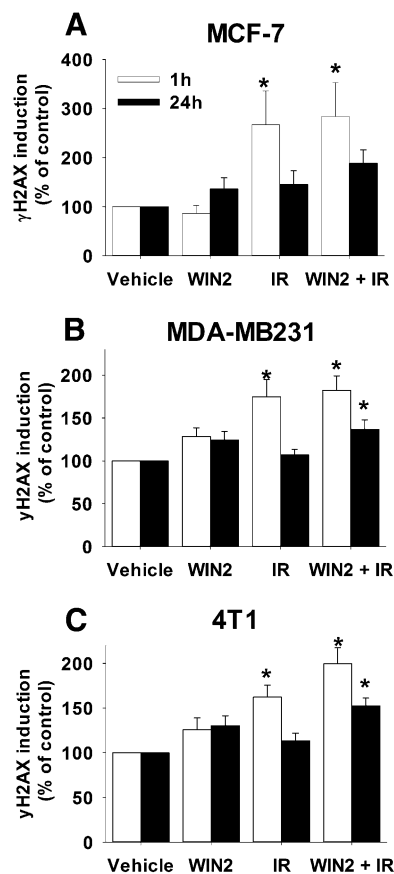 A
MCF-7
γH2AX induction
(% of control)
400
300
200
100
0
1h
24h
*
*
Vehicle WIN2 IR WIN2 + IR
B
MDA-MB231
yH2AX induction
(% of control)
200
150
100
50
0
*
*
*
Vehicle WIN2 IR WIN2 + IR
C
4T1
yH2AX induction
(% of control)
200
150
100
50
0
*
*
*
Vehicle WIN2 IR WIN2 + IR